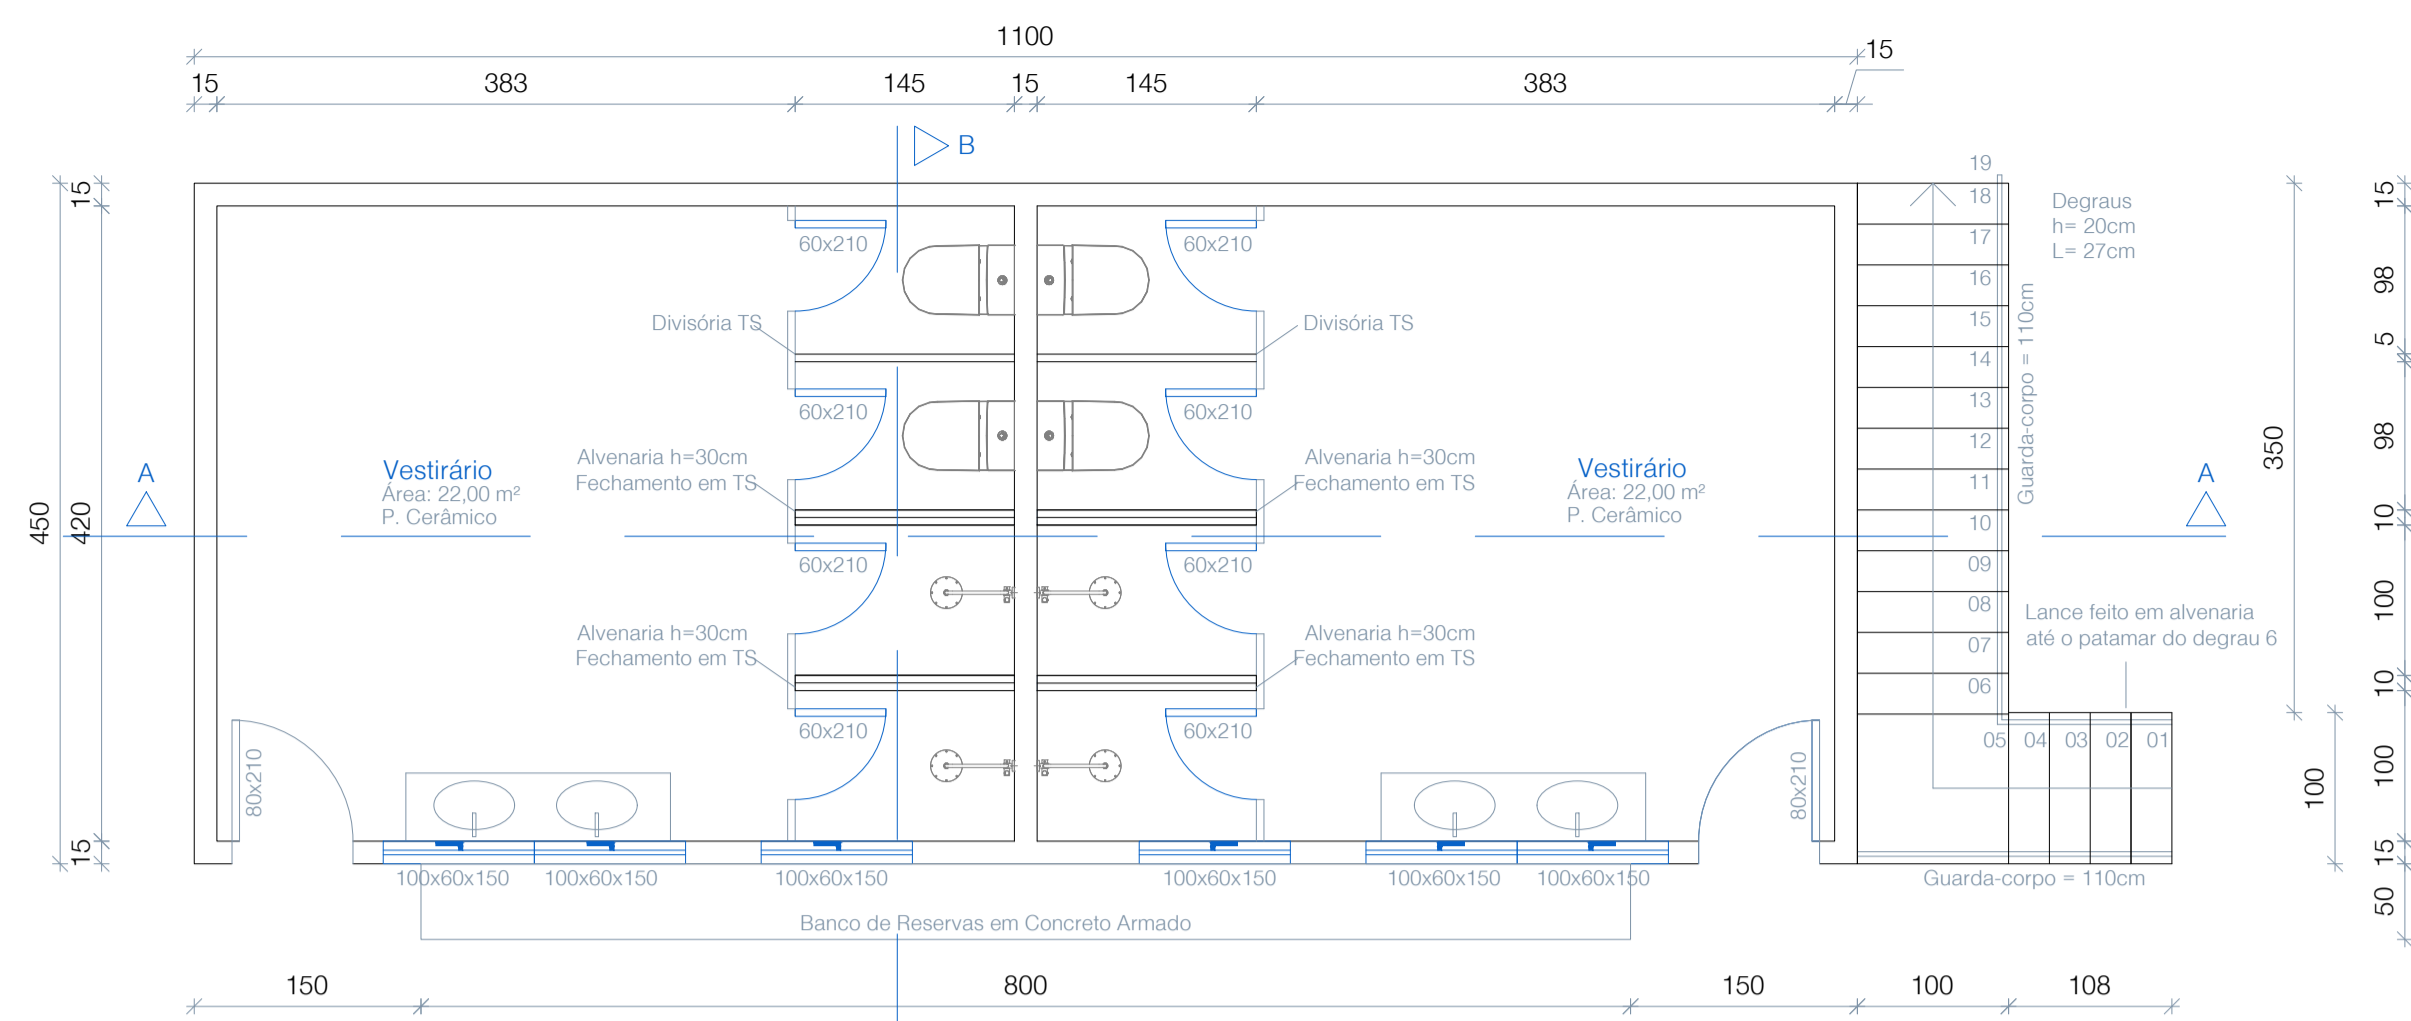 1100
15
15
383
145
15
145
383
B
19
18
17
16
15
14
13
12
11
10
09
08
07
06
05
04
03
02
01
Degraus
h= 20cm
L= 27cm
Guarda-corpo = 110cm
60x210
60x210
Divisória TS
Divisória TS
60x210
60x210
Alvenaria h=30cm
Fechamento em TS
Alvenaria h=30cm
Fechamento em TS
A
Vestirário
Área: 22,00 m²
P. Cerâmico
Vestirário
Área: 22,00 m²
P. Cerâmico
A
60x210
60x210
Alvenaria h=30cm
Fechamento em TS
Alvenaria h=30cm
Fechamento em TS
Lance feito em alvenaria
até o patamar do degrau 6
60x210
60x210
80x210
80x210
100x60x150
100x60x150
100x60x150
100x60x150
100x60x150
100x60x150
Guarda-corpo = 110cm
Banco de Reservas em Concreto Armado
15
450
420
15
350
100
15
98
5
98
10
100
10
100
15
50
150
800
150
100
108